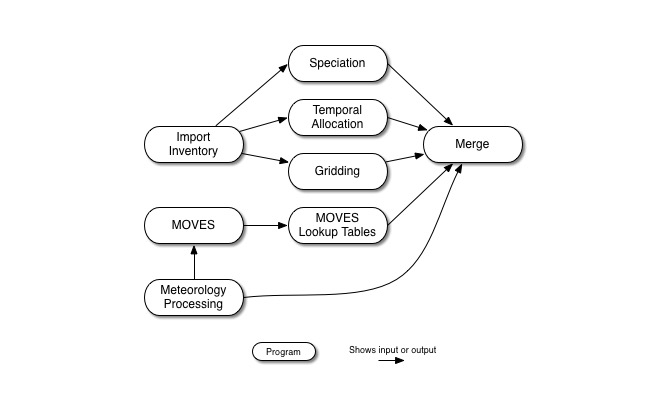 Speciation
Temporal
Allocation
Import
Inventory
Merge
Gridding
MOVES
MOVES
Lookup Tables
Meteorology
Processing
Program
Shows input or output